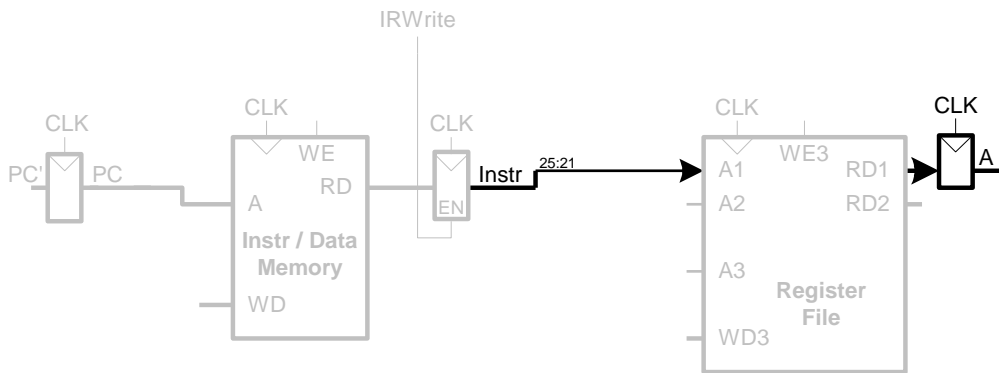 IRWrite
CLK
CLK
CLK
CLK
CLK
PC'
PC
WE
RD
A
EN
Instr / Data
Memory
WD
Instr
25:21
A1
WE3
RD1
A2
RD2
A3
Register
File
WD3
A